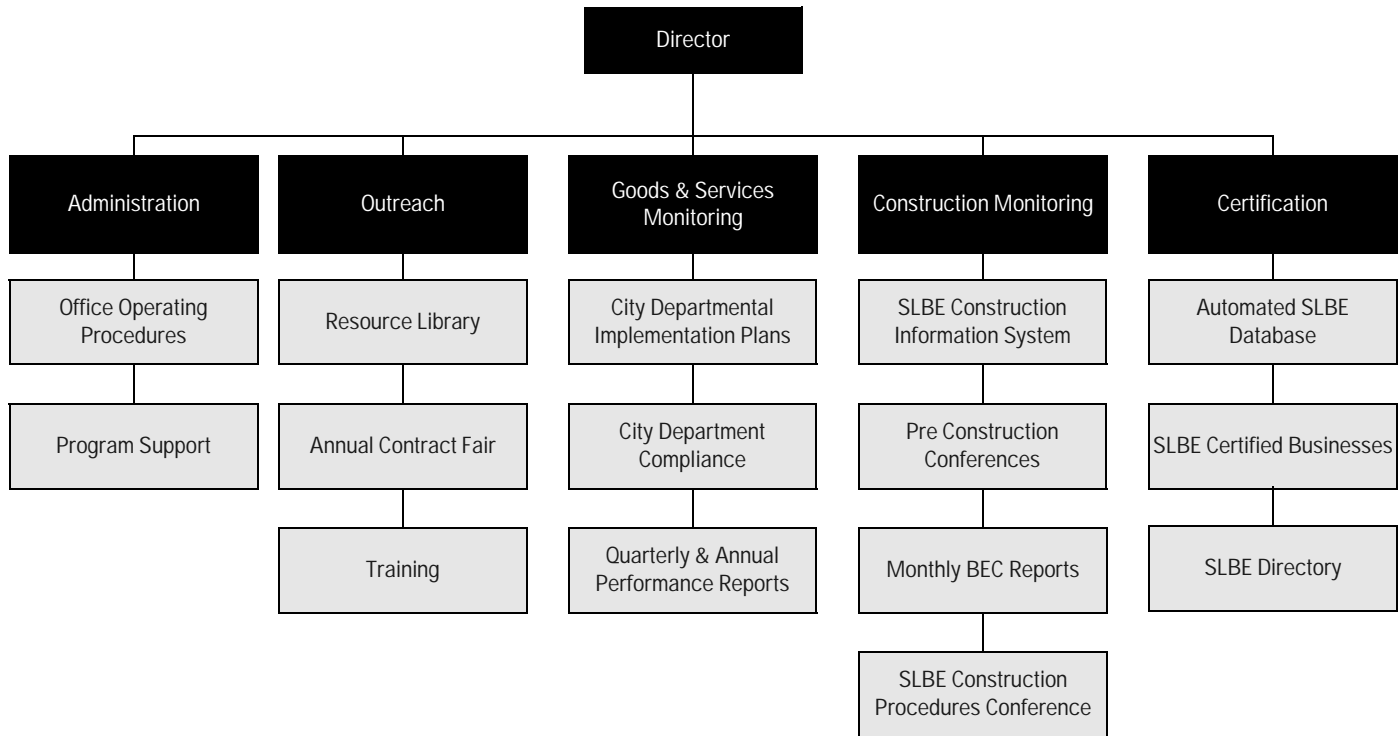 Director
Administration
Outreach
Goods & Services
Monitoring
Construction Monitoring
Certification
Office Operating
Procedures
Resource Library
City Departmental
Implementation Plans
SLBE Construction
Information System
Automated SLBE
Database
Program Support
Annual Contract Fair
City Department
Compliance
Pre Construction
Conferences
SLBE Certified Businesses
Training
Quarterly & Annual
Performance Reports
Monthly BEC Reports
SLBE Directory
SLBE Construction
Procedures Conference